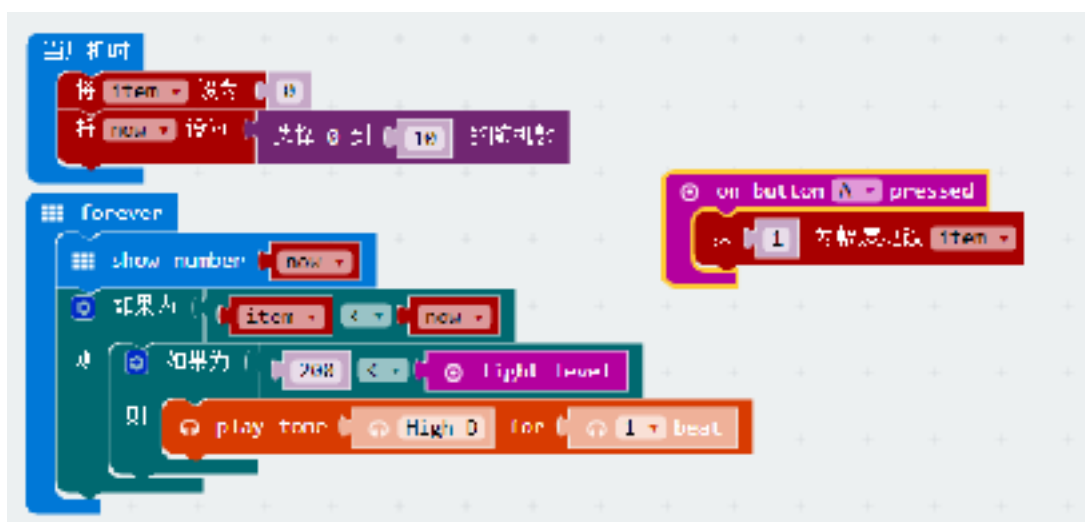 当开机时
将 item 设为 0
将 now 设为 选择 0 到 10 的随机数
forever
show number now
如果为 item < now
则 如果为 208 < light level
则 play tone High D for 1 beat
on button A pressed
以 1 为幅度更改 item